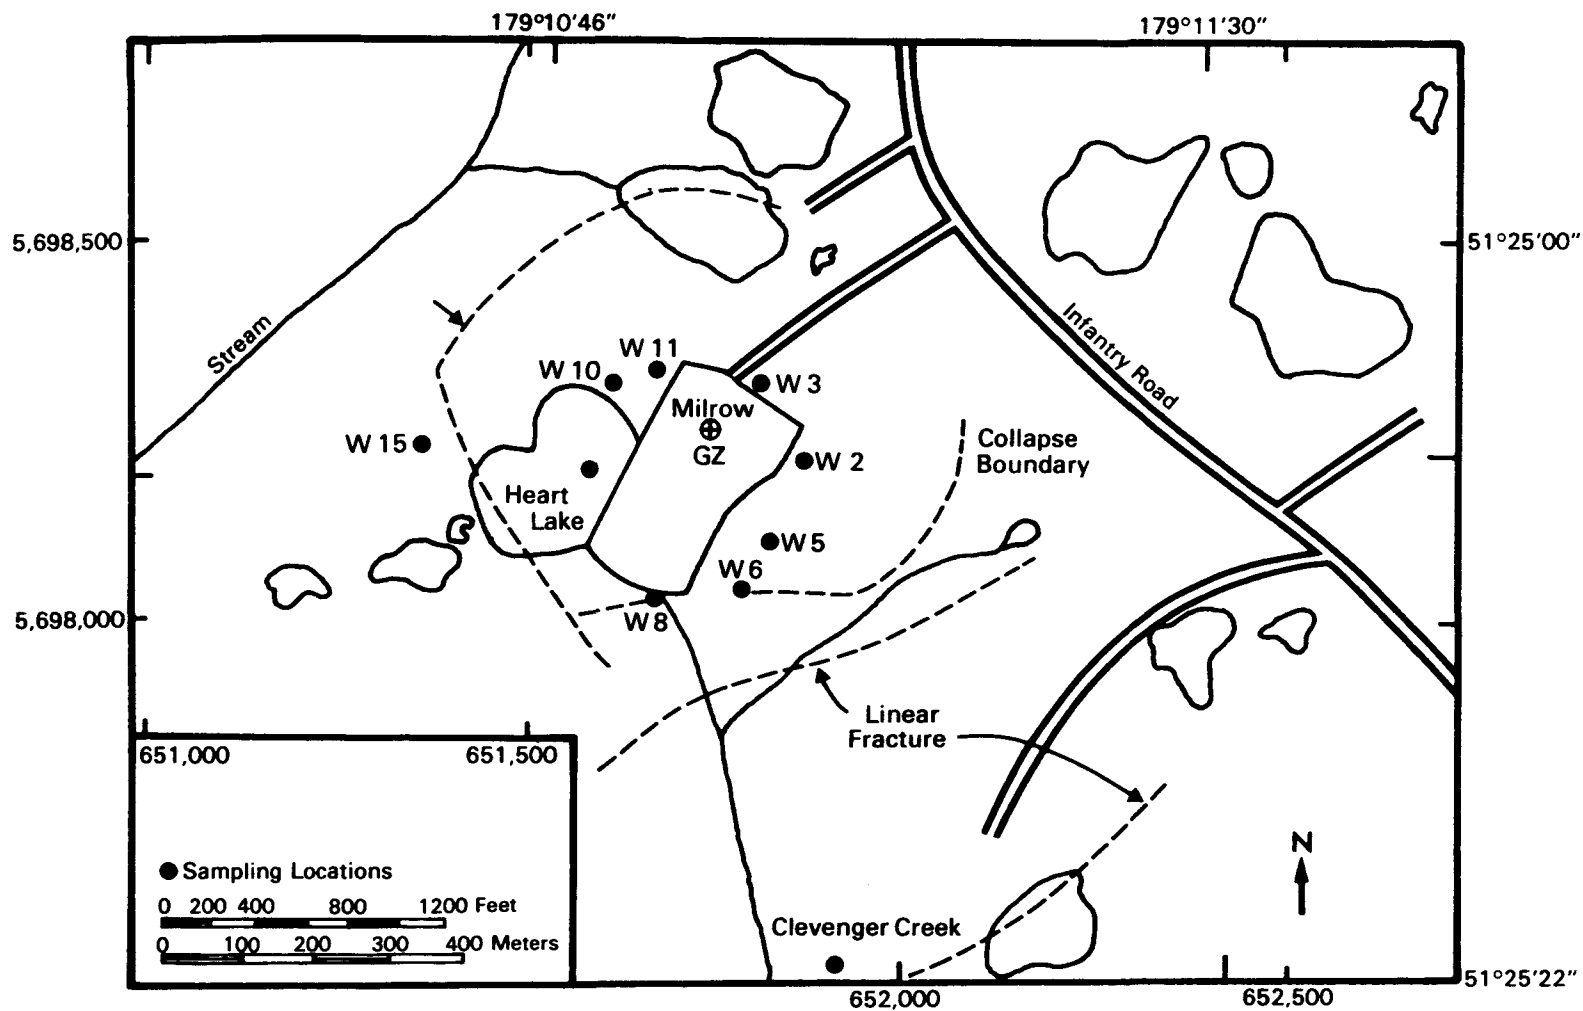 179°10'46"
179°11'30"
5,698,500
51°25'00"
Stream
Infantry Road
W 11
W 10
W 3
Milrow
GZ
W 15
W 2
Collapse
Boundary
Heart
Lake
W 5
W 6
W 8
5,698,000
Linear
Fracture
651,000
651,500
N
Sampling Locations
0 200 400 800 1200 Feet
0 100 200 300 400 Meters
Clevenger Creek
51°25'22"
652,000
652,500